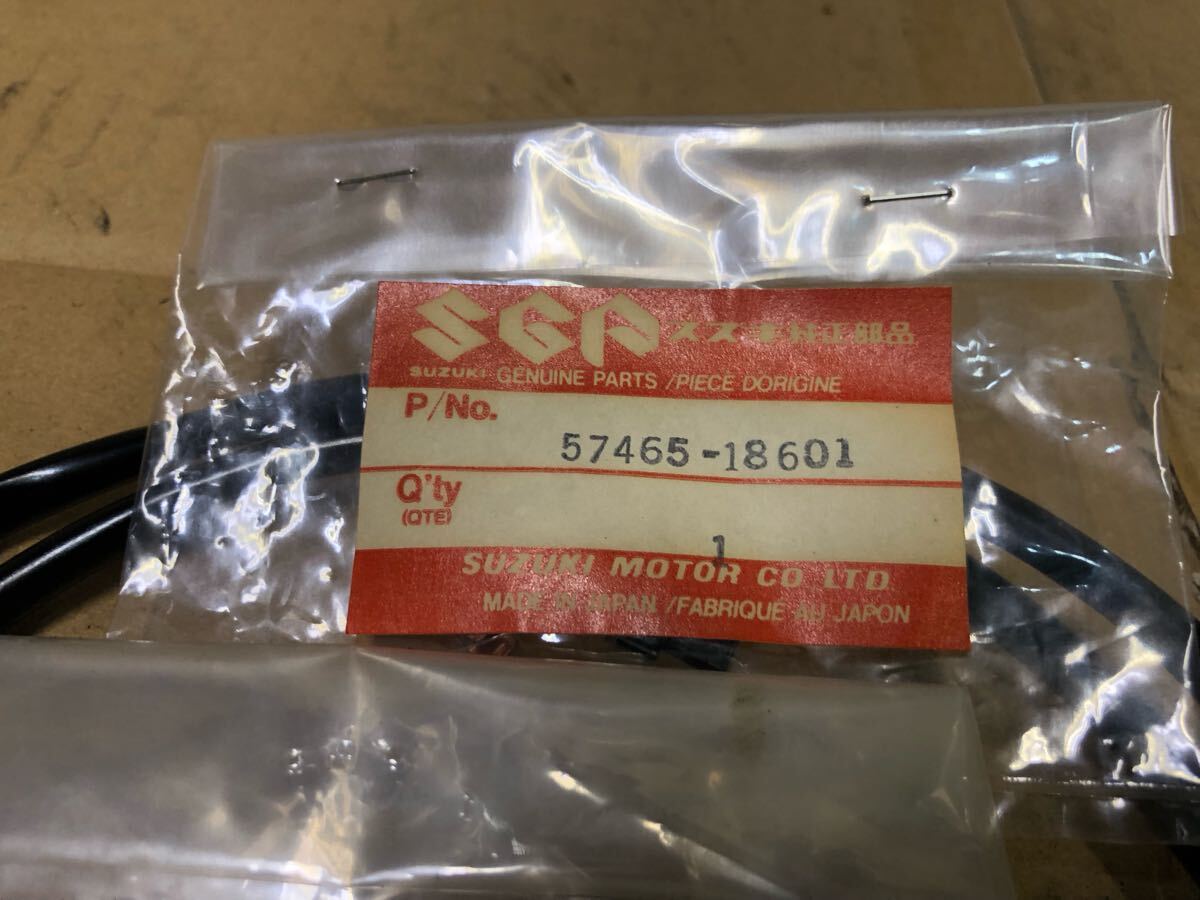 SGP スズキ純正部品
SUZUKI GENUINE PARTS/PIECE DORIGINE
P/No.
57465-18601
Q'ty
(QTE)
1
SUZUKI MOTOR CO LTD
MADE IN JAPAN/FABRIQUE AU JAPON